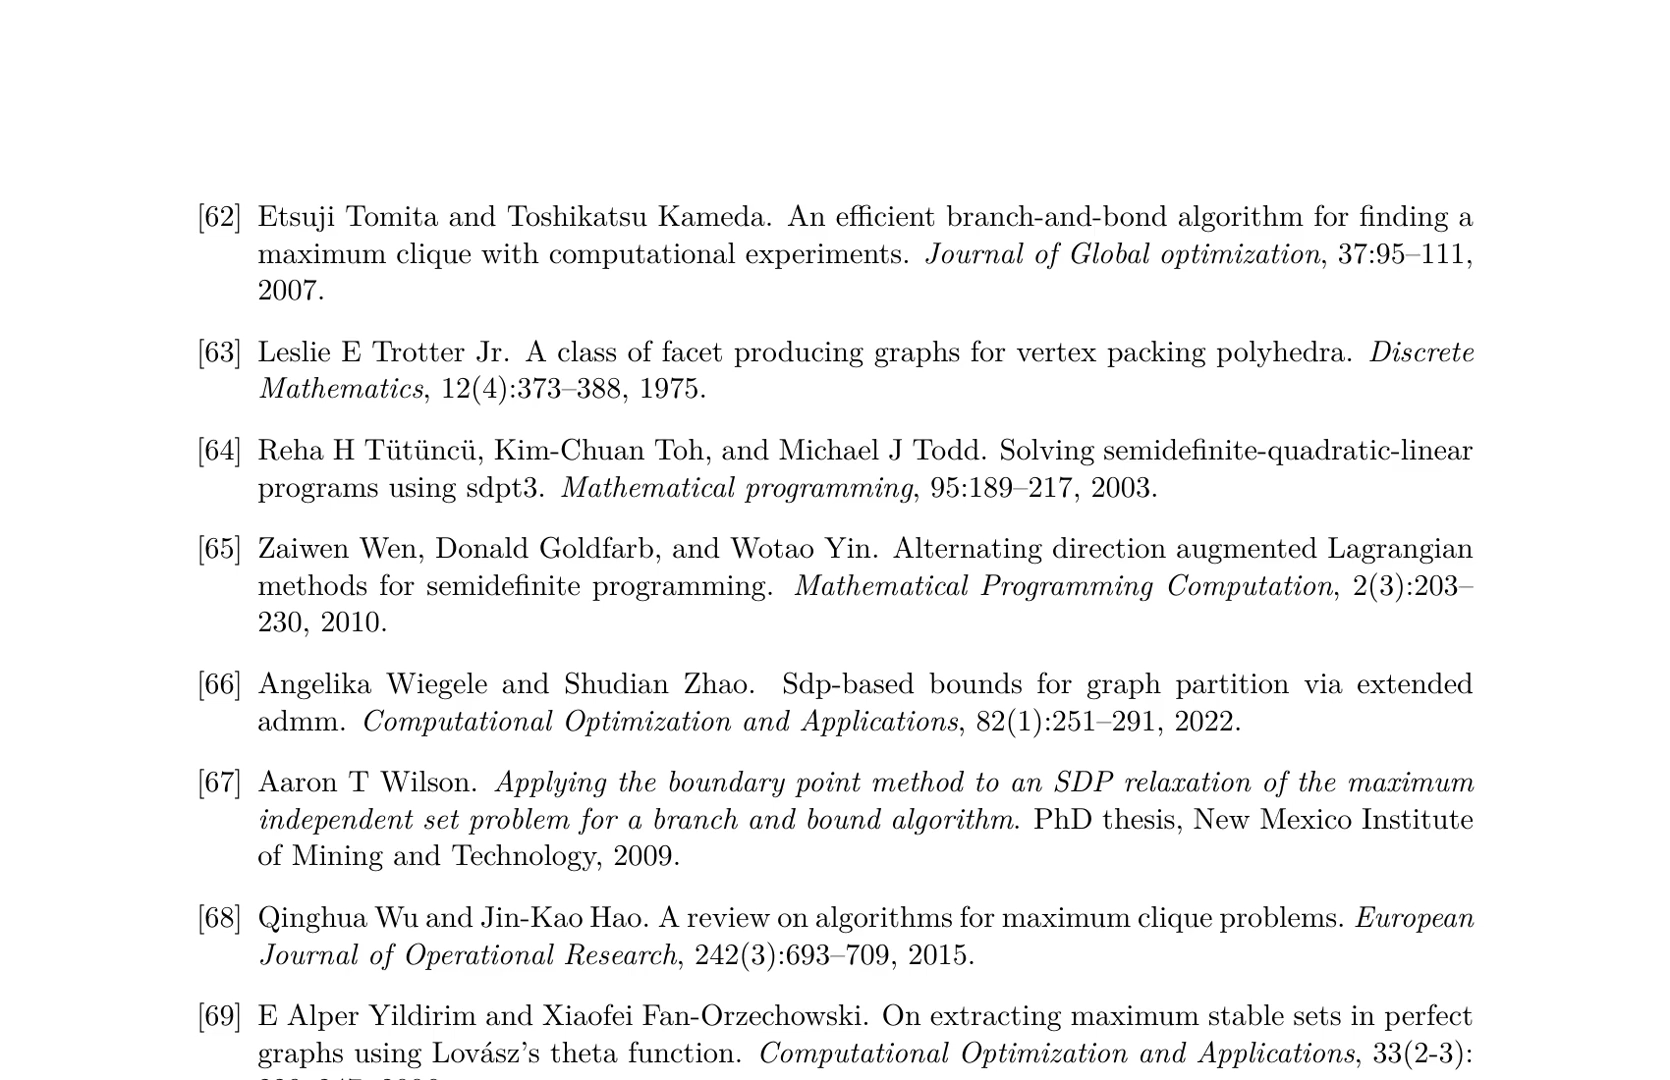 [62] Etsuji Tomita and Toshikatsu Kameda. An efficient branch-and-bond algorithm for finding a
maximum clique with computational experiments. Journal of Global optimization, 37:95–111,
2007.
[63] Leslie E Trotter Jr. A class of facet producing graphs for vertex packing polyhedra. Discrete
Mathematics, 12(4):373–388, 1975.
[64] Reha H Tütüncü, Kim-Chuan Toh, and Michael J Todd. Solving semidefinite-quadratic-linear
programs using sdpt3. Mathematical programming, 95:189–217, 2003.
[65] Zaiwen Wen, Donald Goldfarb, and Wotao Yin. Alternating direction augmented Lagrangian
methods for semidefinite programming. Mathematical Programming Computation, 2(3):203–
230, 2010.
[66] Angelika Wiegele and Shudian Zhao. Sdp-based bounds for graph partition via extended
admm. Computational Optimization and Applications, 82(1):251–291, 2022.
[67] Aaron T Wilson. Applying the boundary point method to an SDP relaxation of the maximum
independent set problem for a branch and bound algorithm. PhD thesis, New Mexico Institute
of Mining and Technology, 2009.
[68] Qinghua Wu and Jin-Kao Hao. A review on algorithms for maximum clique problems. European
Journal of Operational Research, 242(3):693–709, 2015.
[69] E Alper Yildirim and Xiaofei Fan-Orzechowski. On extracting maximum stable sets in perfect
graphs using Lovász's theta function. Computational Optimization and Applications, 33(2-3):